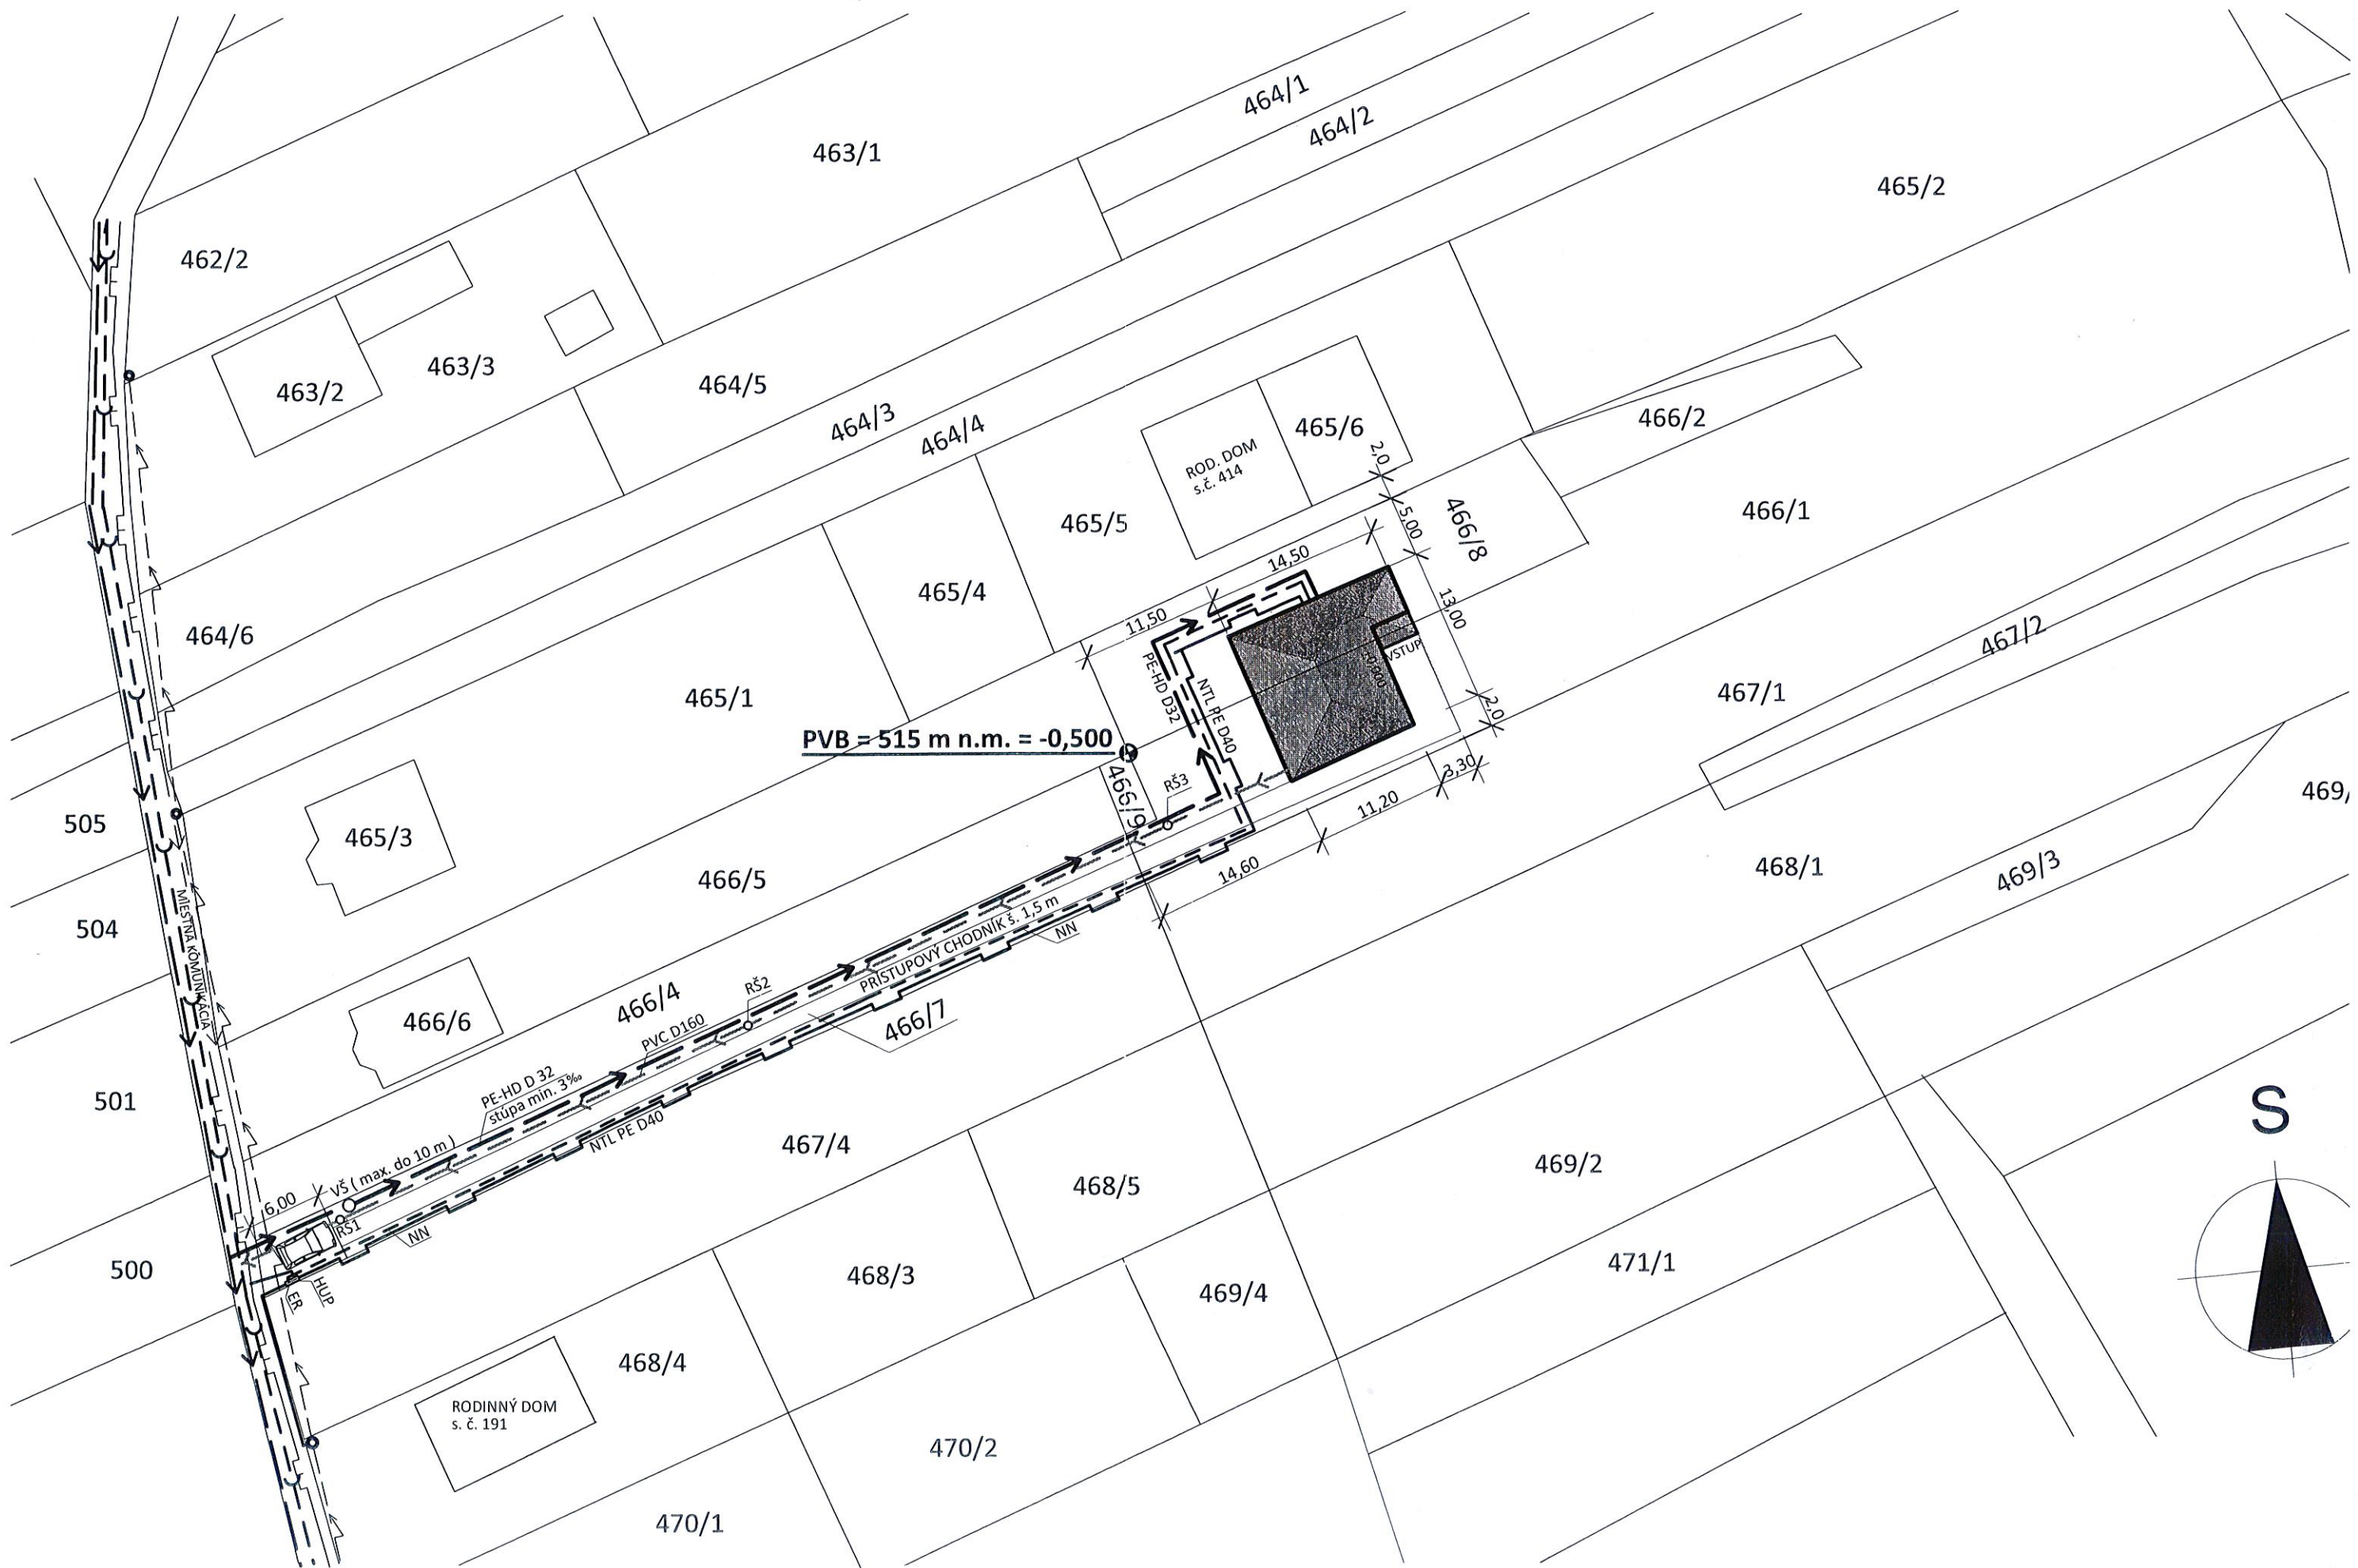 464/1
464/2
463/1
465/2
462/2
463/3
463/2
464/5
464/3
464/4
465/6
466/2
ROD. DOM
s.č. 414
2,0
5,00
466/8
466/1
465/5
14,50
465/4
11,50
13,00
464/6
467/2
VSTUP
±0,000
PE-HD D32
NTL PE D40
465/1
467/1
2,0
PVB = 515 m n.m. = -0,500
466/9
RŠ3
3,30
11,20
469/
505
465/3
14,60
468/1
469/3
466/5
504
MIESTNA KOMUNIKÁCIA
PRÍSTUPOVÝ CHODNÍK š. 1,5 m
NN
RŠ2
466/4
466/6
466/7
PVC D160
PE-HD D 32
stúpa min. 3‰
501
NTL PE D40
467/4
S
VŠ ( max. do 10 m )
469/2
468/5
6,00
RŠ1
NN
500
HUP
ER
468/3
469/4
471/1
468/4
RODINNÝ DOM
s. č. 191
470/2
470/1